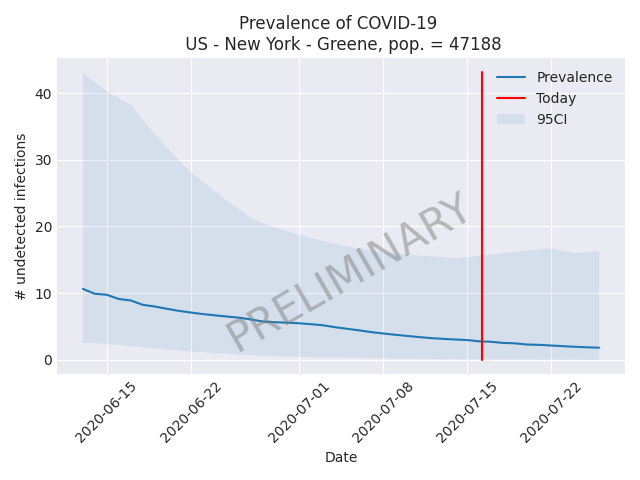 Prevalence of COVID-19
US - New York - Greene, pop. = 47188
Prevalence
Today
95CI
PRELIMINARY
# undetected infections
40
30
20
10
0
2020-06-15
2020-06-22
2020-07-01
2020-07-08
2020-07-15
2020-07-22
Date